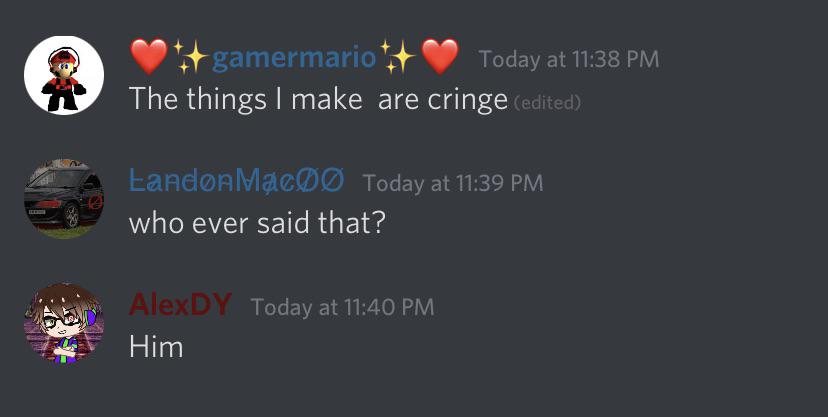 ❤️✨gamermario✨❤️ Today at 11:38 PM
The things I make  are cringe (edited)
LandonMacØØ Today at 11:39 PM
who ever said that?
AlexDY Today at 11:40 PM
Him